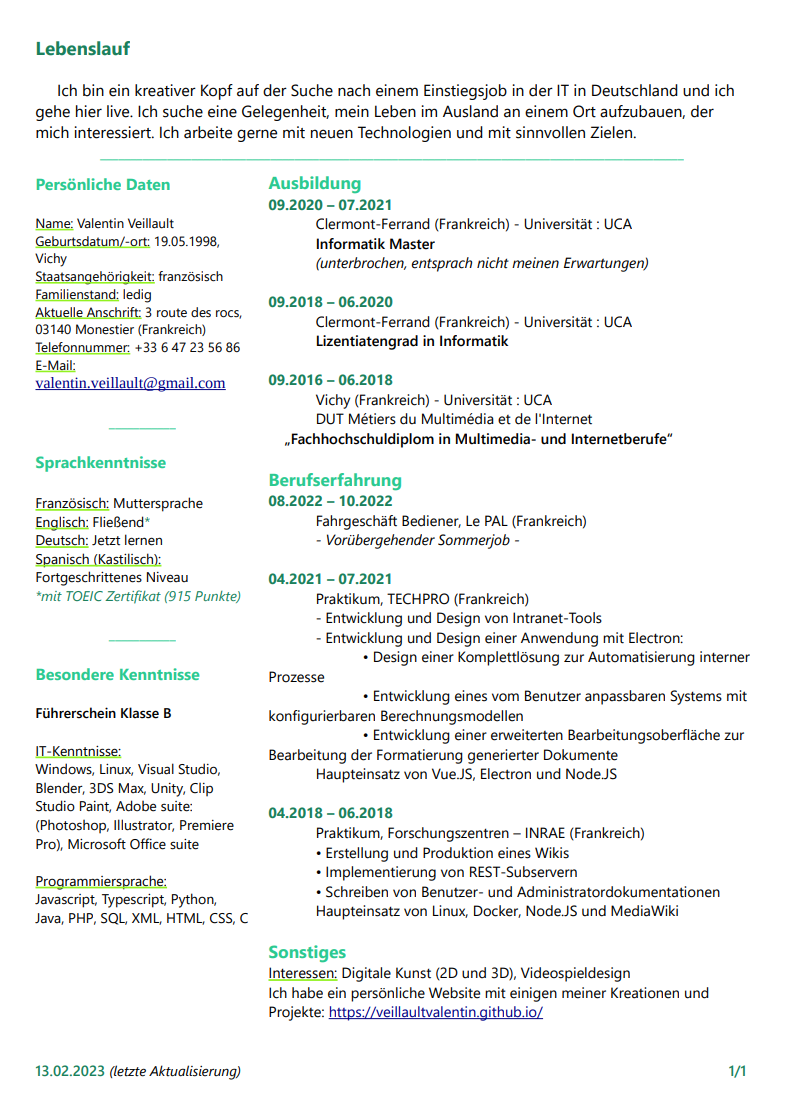 Lebenslauf
Ich bin ein kreativer Kopf auf der Suche nach einem Einstiegsjob in der IT in Deutschland und ich
gehe hier live. Ich suche eine Gelegenheit, mein Leben im Ausland an einem Ort aufzubauen, der
mich interessiert. Ich arbeite gerne mit neuen Technologien und mit sinnvollen Zielen.
Persönliche Daten
Name: Valentin Veillault
Geburtsdatum/-ort: 19.05.1998,
Vichy
Staatsangehörigkeit: französisch
Familienstand: ledig
Aktuelle Anschrift: 3 route des rocs,
03140 Monestier (Frankreich)
Telefonnummer: +33 6 47 23 56 86
E-Mail:
valentin.veillault@gmail.com
Sprachkenntnisse
Französisch: Muttersprache
Englisch: Fließend*
Deutsch: Jetzt lernen
Spanisch (Kastilisch):
Fortgeschrittenes Niveau
*mit TOEIC Zertifikat (915 Punkte)
Besondere Kenntnisse
Führerschein Klasse B
IT-Kenntnisse:
Windows, Linux, Visual Studio,
Blender, 3DS Max, Unity, Clip
Studio Paint, Adobe suite:
(Photoshop, Illustrator, Premiere
Pro), Microsoft Office suite
Programmiersprache:
Javascript, Typescript, Python,
Java, PHP, SQL, XML, HTML, CSS, C
Ausbildung
09.2020 – 07.2021
Clermont-Ferrand (Frankreich) - Universität : UCA
Informatik Master
(unterbrochen, entsprach nicht meinen Erwartungen)
09.2018 – 06.2020
Clermont-Ferrand (Frankreich) - Universität : UCA
Lizentiatengrad in Informatik
09.2016 – 06.2018
Vichy (Frankreich) - Universität : UCA
DUT Métiers du Multimédia et de l'Internet
„Fachhochschuldiplom in Multimedia- und Internetberufe“
Berufserfahrung
08.2022 – 10.2022
Fahrgeschäft Bediener, Le PAL (Frankreich)
- Vorübergehender Sommerjob -
04.2021 – 07.2021
Praktikum, TECHPRO (Frankreich)
- Entwicklung und Design von Intranet-Tools
- Entwicklung und Design einer Anwendung mit Electron:
• Design einer Komplettlösung zur Automatisierung interner
Prozesse
• Entwicklung eines vom Benutzer anpassbaren Systems mit
konfigurierbaren Berechnungsmodellen
• Entwicklung einer erweiterten Bearbeitungsoberfläche zur
Bearbeitung der Formatierung generierter Dokumente
Haupteinsatz von Vue.JS, Electron und Node.JS
04.2018 – 06.2018
Praktikum, Forschungszentren – INRAE (Frankreich)
• Erstellung und Produktion eines Wikis
• Implementierung von REST-Subservern
• Schreiben von Benutzer- und Administratordokumentationen
Haupteinsatz von Linux, Docker, Node.JS und MediaWiki
Sonstiges
Interessen: Digitale Kunst (2D und 3D), Videospieldesign
Ich habe ein persönliche Website mit einigen meiner Kreationen und
Projekte: https://veillaultvalentin.github.io/
13.02.2023 (letzte Aktualisierung)
1/1